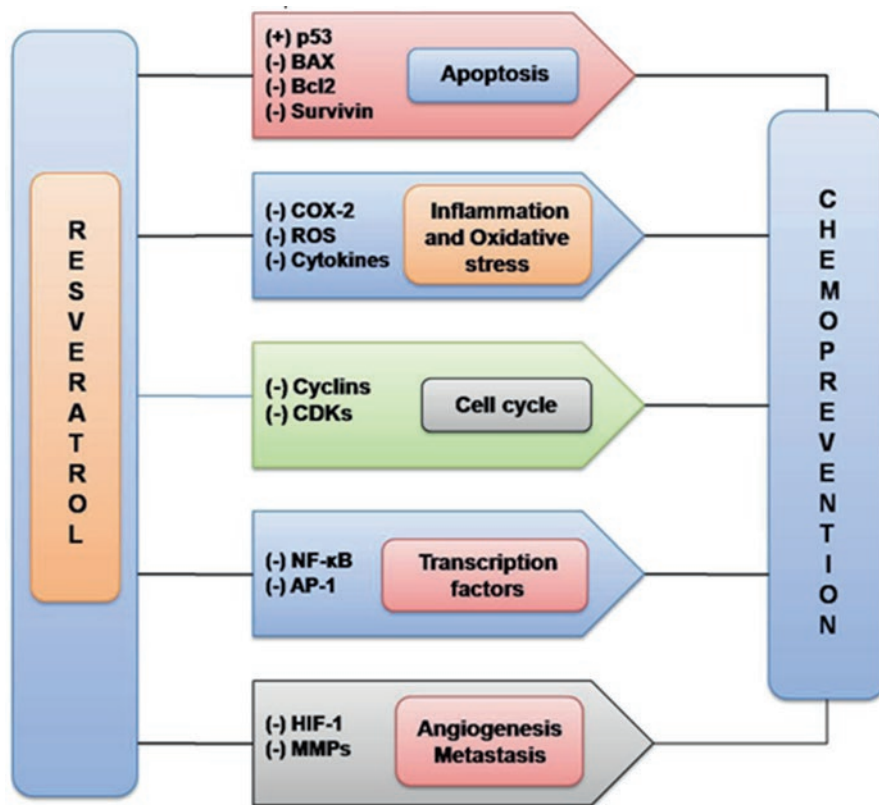 RESVERATROL
(+) p53
(-) BAX
(-) Bcl2
(-) Survivin
Apoptosis
(-) COX-2
(-) ROS
(-) Cytokines
Inflammation
and Oxidative
stress
(-) Cyclins
(-) CDKs
Cell cycle
(-) NF-κB
(-) AP-1
Transcription
factors
(-) HIF-1
(-) MMPs
Angiogenesis
Metastasis
CHEMOPREVENTION